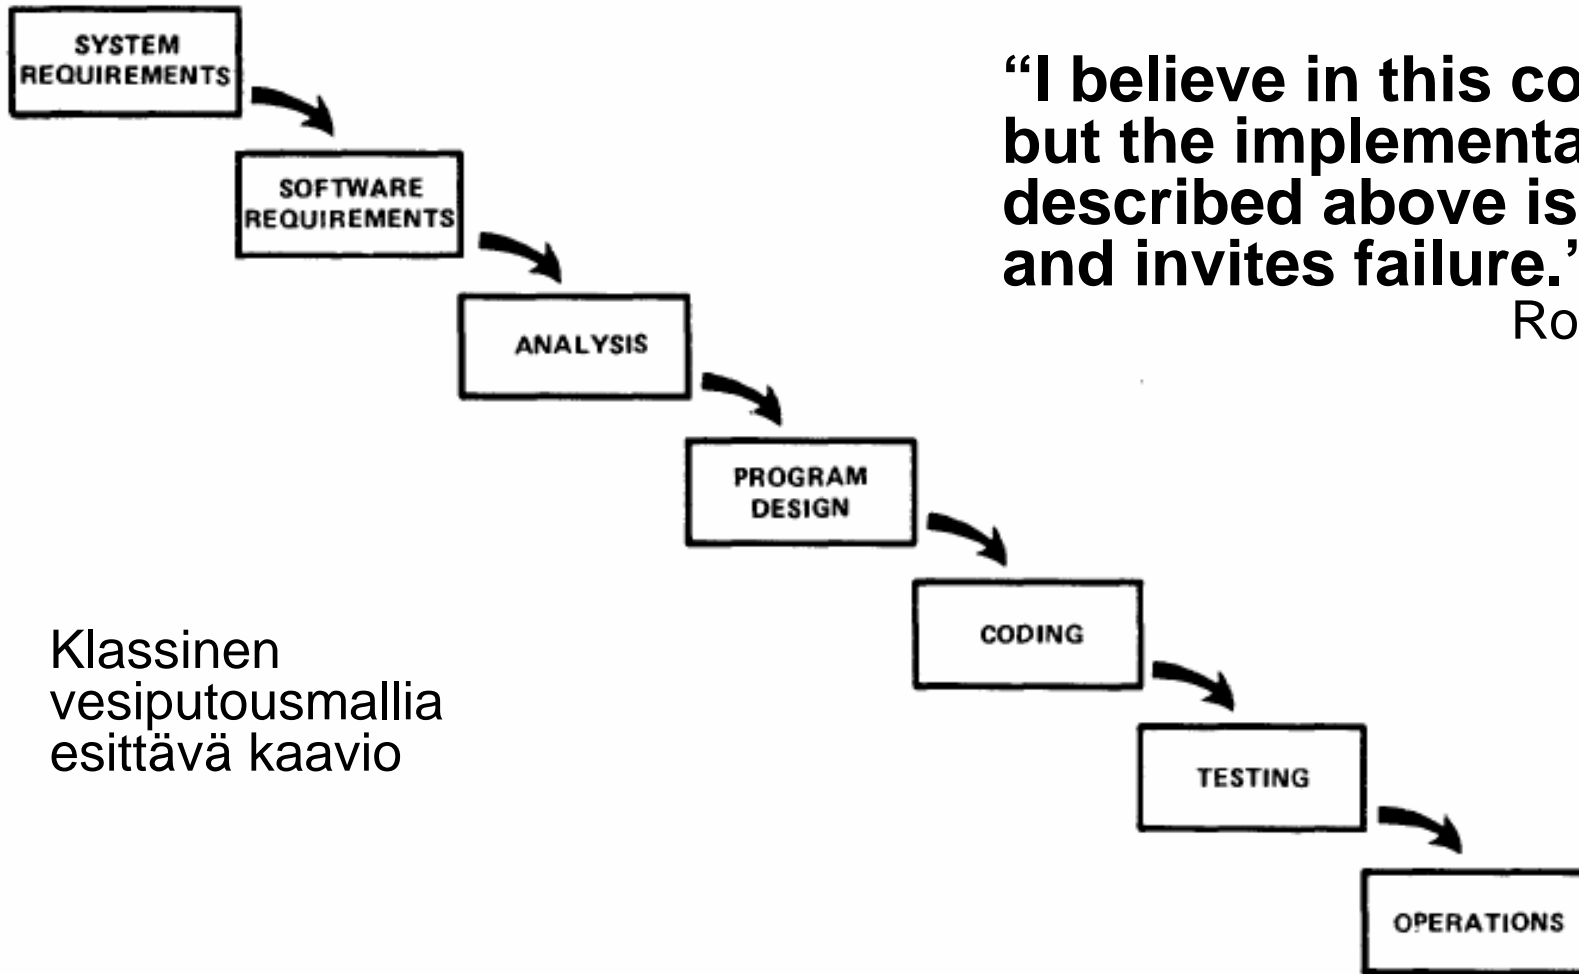 SYSTEM
REQUIREMENTS
SOFTWARE
REQUIREMENTS
ANALYSIS
PROGRAM
DESIGN
CODING
TESTING
OPERATIONS
“I believe in this co
but the implementa
described above is
and invites failure.”
Ro
Klassinen
vesiputousmallia
esittävä kaavio